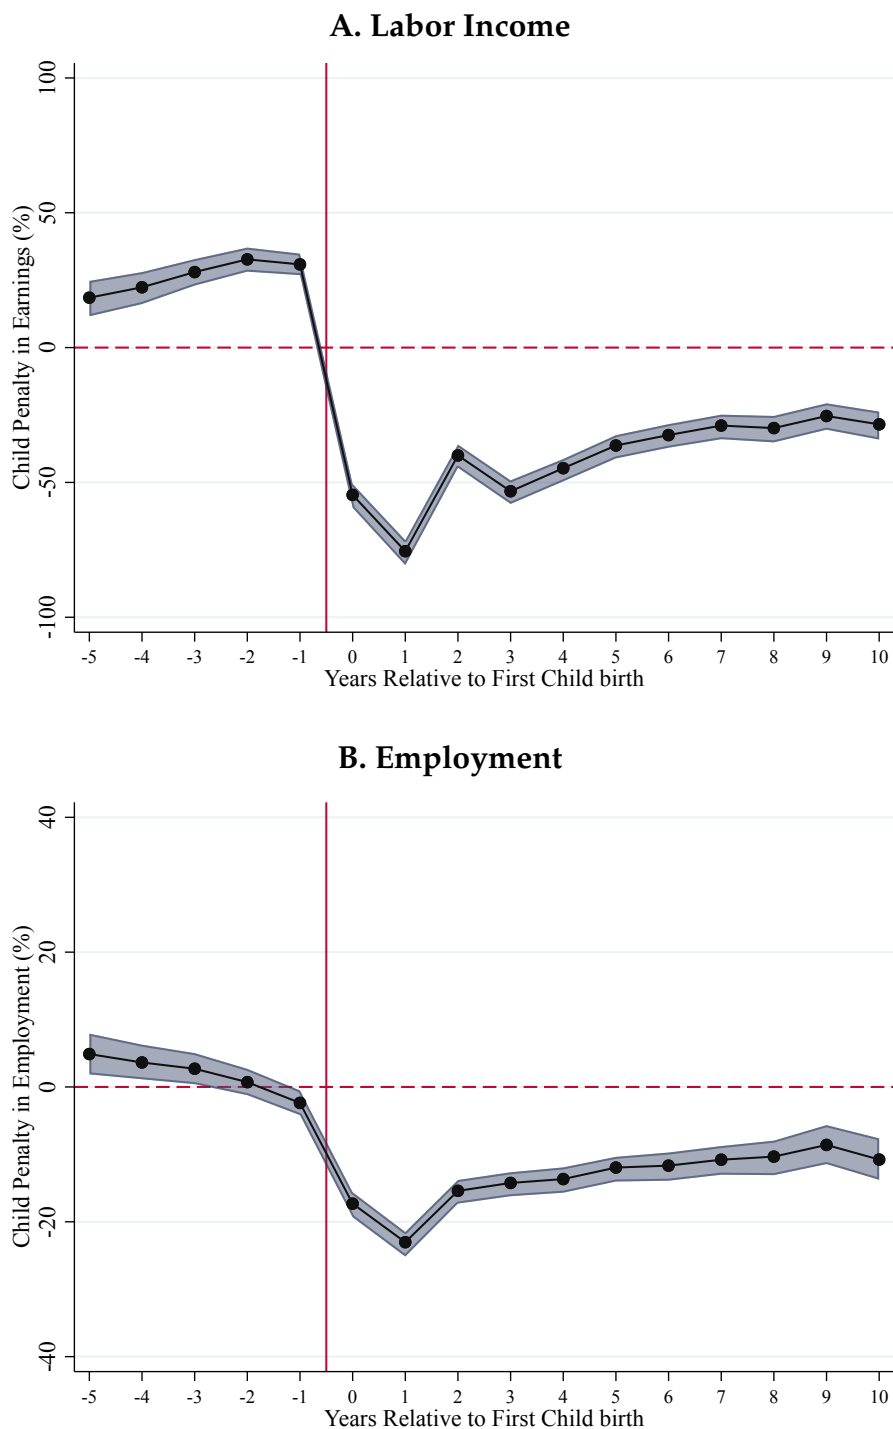 A. Labor Income
Child Penalty in Earnings (%)
100
50
0
-50
-100
-5 -4 -3 -2 -1 0 1 2 3 4 5 6 7 8 9 10
Years Relative to First Child birth
B. Employment
Child Penalty in Employment (%)
40
20
0
-20
-40
-5 -4 -3 -2 -1 0 1 2 3 4 5 6 7 8 9 10
Years Relative to First Child birth